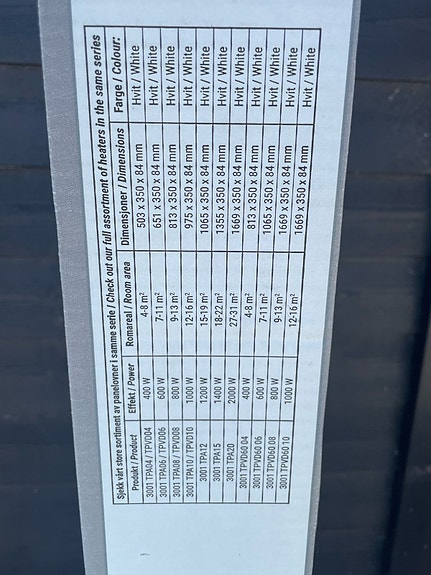 Sjekk vårt store sortiment av panelovner i samme serie / Check out our full assortment of heaters in the same series
Produkt / Product Effekt / Power Romareal / Room area Dimensjoner / Dimensions Farge / Colour:
3001 TPA04 / TPVD04 400 W 4-8 m² 503 x 350 x 84 mm Hvit / White
3001 TPA06 / TPVD06 600 W 7-11 m² 651 x 350 x 84 mm Hvit / White
3001 TPA08 / TPVD08 800 W 9-13 m² 813 x 350 x 84 mm Hvit / White
3001 TPA10 / TPVD10 1000 W 12-16 m² 975 x 350 x 84 mm Hvit / White
3001 TPA12 1200 W 15-19 m² 1065 x 350 x 84 mm Hvit / White
3001 TPA15 1400 W 18-22 m² 1355 x 350 x 84 mm Hvit / White
3001 TPA20 2000 W 27-31 m² 1669 x 350 x 84 mm Hvit / White
3001 TPVD60 04 400 W 4-8 m² 813 x 350 x 84 mm Hvit / White
3001 TPVD60 06 600 W 7-11 m² 1065 x 350 x 84 mm Hvit / White
3001 TPVD60 08 800 W 9-13 m² 1669 x 350 x 84 mm Hvit / White
3001 TPVD60 10 1000 W 12-16 m² 1669 x 350 x 84 mm Hvit / White